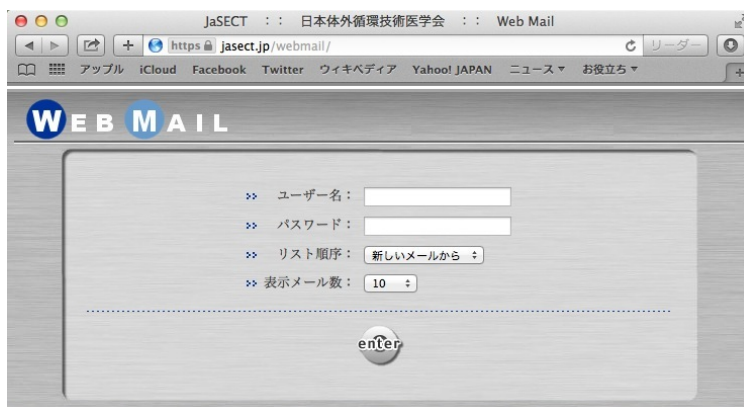 JaSECT :: 日本体外循環技術医学会 :: Web Mail
https jasect.jp/webmail/
リーダー
アップル iCloud Facebook Twitter ウィキペディア Yahoo! JAPAN ニュース▼ お役立ち▼
WEB MAIL
ユーザー名：
パスワード：
リスト順序： 新しいメールから
表示メール数： 10
enter